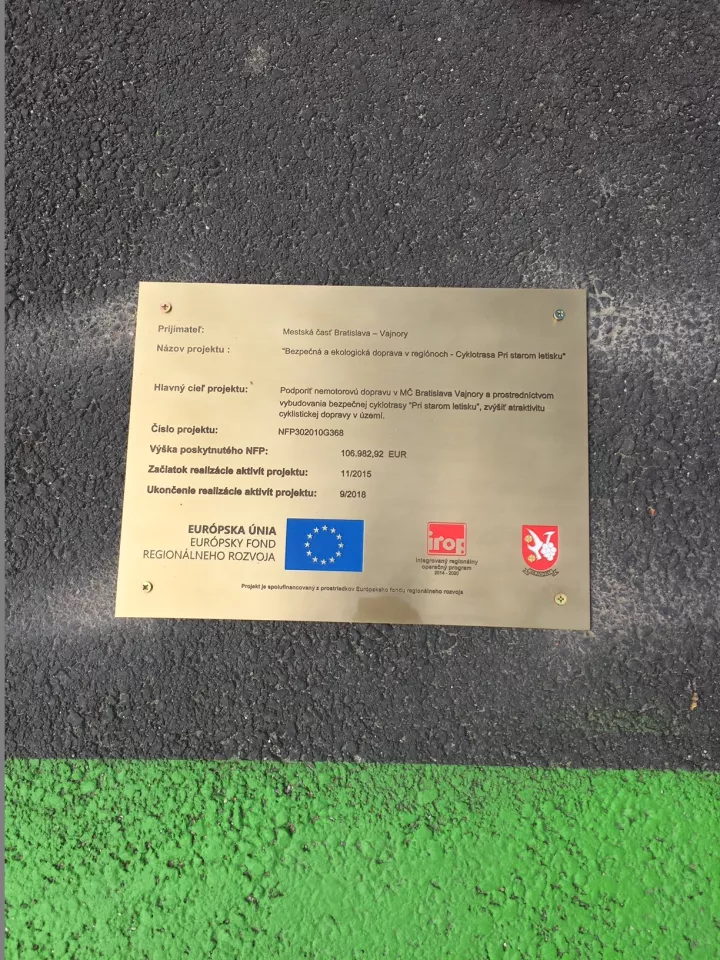 Prijímateľ: Mestská časť Bratislava – Vajnory
Názov projektu : "Bezpečná a ekologická doprava v regiónoch - Cyklotrasa Pri starom letisku"
Hlavný cieľ projektu: Podporiť nemotorovú dopravu v MČ Bratislava Vajnory a prostredníctvom
vybudovania bezpečnej cyklotrasy "Pri starom letisku", zvýšiť atraktivitu
cyklistickej dopravy v území.
Číslo projektu: NFP302010G368
Výška poskytnutého NFP: 106.982,92 EUR
Začiatok realizácie aktivít projektu: 11/2015
Ukončenie realizácie aktivít projektu: 9/2018
EURÓPSKA ÚNIA
EURÓPSKY FOND
REGIONÁLNEHO ROZVOJA
irop
Integrovaný regionálny
operačný program
2014 - 2020
Projekt je spolufinancovaný z prostriedkov Európskeho fondu regionálneho rozvoja